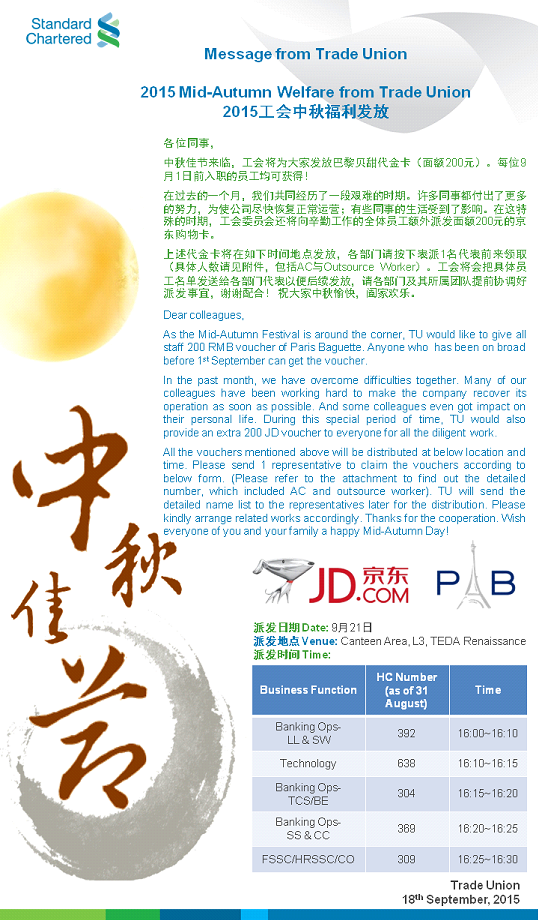 Standard
Chartered
Message from Trade Union
2015 Mid-Autumn Welfare from Trade Union
2015工会中秋福利发放
各位同事，
中秋佳节来临，工会将为大家发放巴黎贝甜代金卡（面额200元）。每位9
月1日前入职的员工均可获得！
在过去的一个月，我们共同经历了一段艰难的时期。许多同事都付出了更多
的努力，为使公司尽快恢复正常运营；有些同事的生活受到了影响。在这特
殊的时期，工会委员会还将向辛勤工作的全体员工额外派发面额200元的京
东购物卡。
上述代金卡将在如下时间地点发放，各部门请按下表派1名代表前来领取
（具体人数请见附件，包括AC与Outsource Worker）。工会将会把具体员
工名单发送给各部门代表以便后续发放，请各部门及其所属团队提前协调好
派发事宜，谢谢配合！ 祝大家中秋愉快，阖家欢乐。
Dear colleagues,
As the Mid-Autumn Festival is around the corner, TU would like to give all
staff 200 RMB voucher of Paris Baguette. Anyone who has been on broad
before 1st September can get the voucher.
In the past month, we have overcome difficulties together. Many of our
colleagues have been working hard to make the company recover its
operation as soon as possible. And some colleagues even got impact on
their personal life. During this special period of time, TU would also
provide an extra 200 JD voucher to everyone for all the diligent work.
All the vouchers mentioned above will be distributed at below location and
time. Please send 1 representative to claim the vouchers according to
below form. (Please refer to the attachment to find out the detailed
number, which included AC and outsource worker). TU will send the
detailed name list to the representatives later for the distribution. Please
kindly arrange related works accordingly. Thanks for the cooperation. Wish
everyone of you and your family a happy Mid-Autumn Day!
中秋
佳节
JD.京东
.COM
P B
派发日期 Date: 9月21日
派发地点 Venue: Canteen Area, L3, TEDA Renaissance
派发时间 Time:
Business Function HC Number (as of 31 August) Time
Banking Ops- LL & SW 392 16:00~16:10
Technology 638 16:10~16:15
Banking Ops- TCS/BE 304 16:15~16:20
Banking Ops- SS & CC 369 16:20~16:25
FSSC/HRSSC/CO 309 16:25~16:30
Trade Union
18th September, 2015